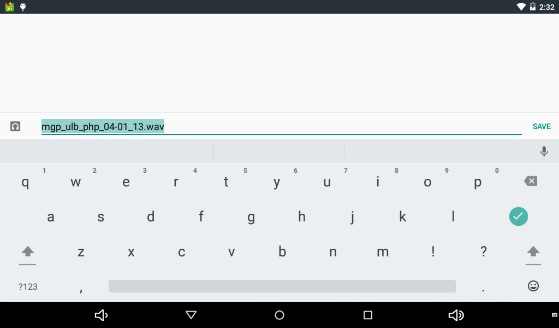 2:32
mgp_ulb_php_04-01_13.wav
SAVE
1 2 3 4 5 6 7 8 9 0
q w e r t y u i o p
a s d f g h j k l
z x c v b n m ! ?
?123 , .